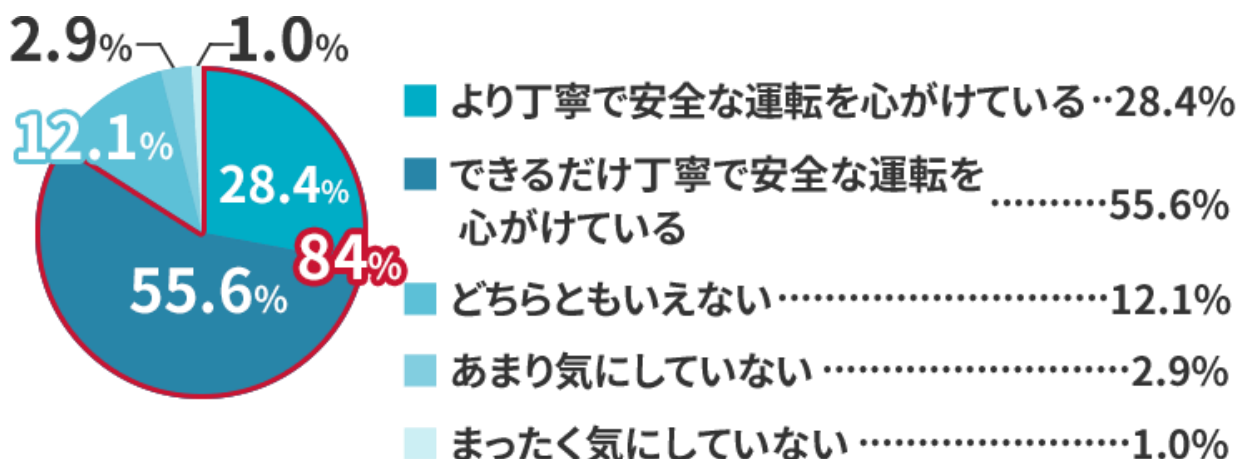 2.9%
1.0%
12.1%
28.4%
84%
55.6%
より丁寧で安全な運転を心がけている‥28.4%
できるだけ丁寧で安全な運転を
心がけている ‥‥‥‥‥55.6%
どちらともいえない‥‥‥‥‥‥‥‥‥‥‥‥‥‥12.1%
あまり気にしていない‥‥‥‥‥‥‥‥‥‥‥‥‥2.9%
まったく気にしていない‥‥‥‥‥‥‥‥‥‥‥1.0%